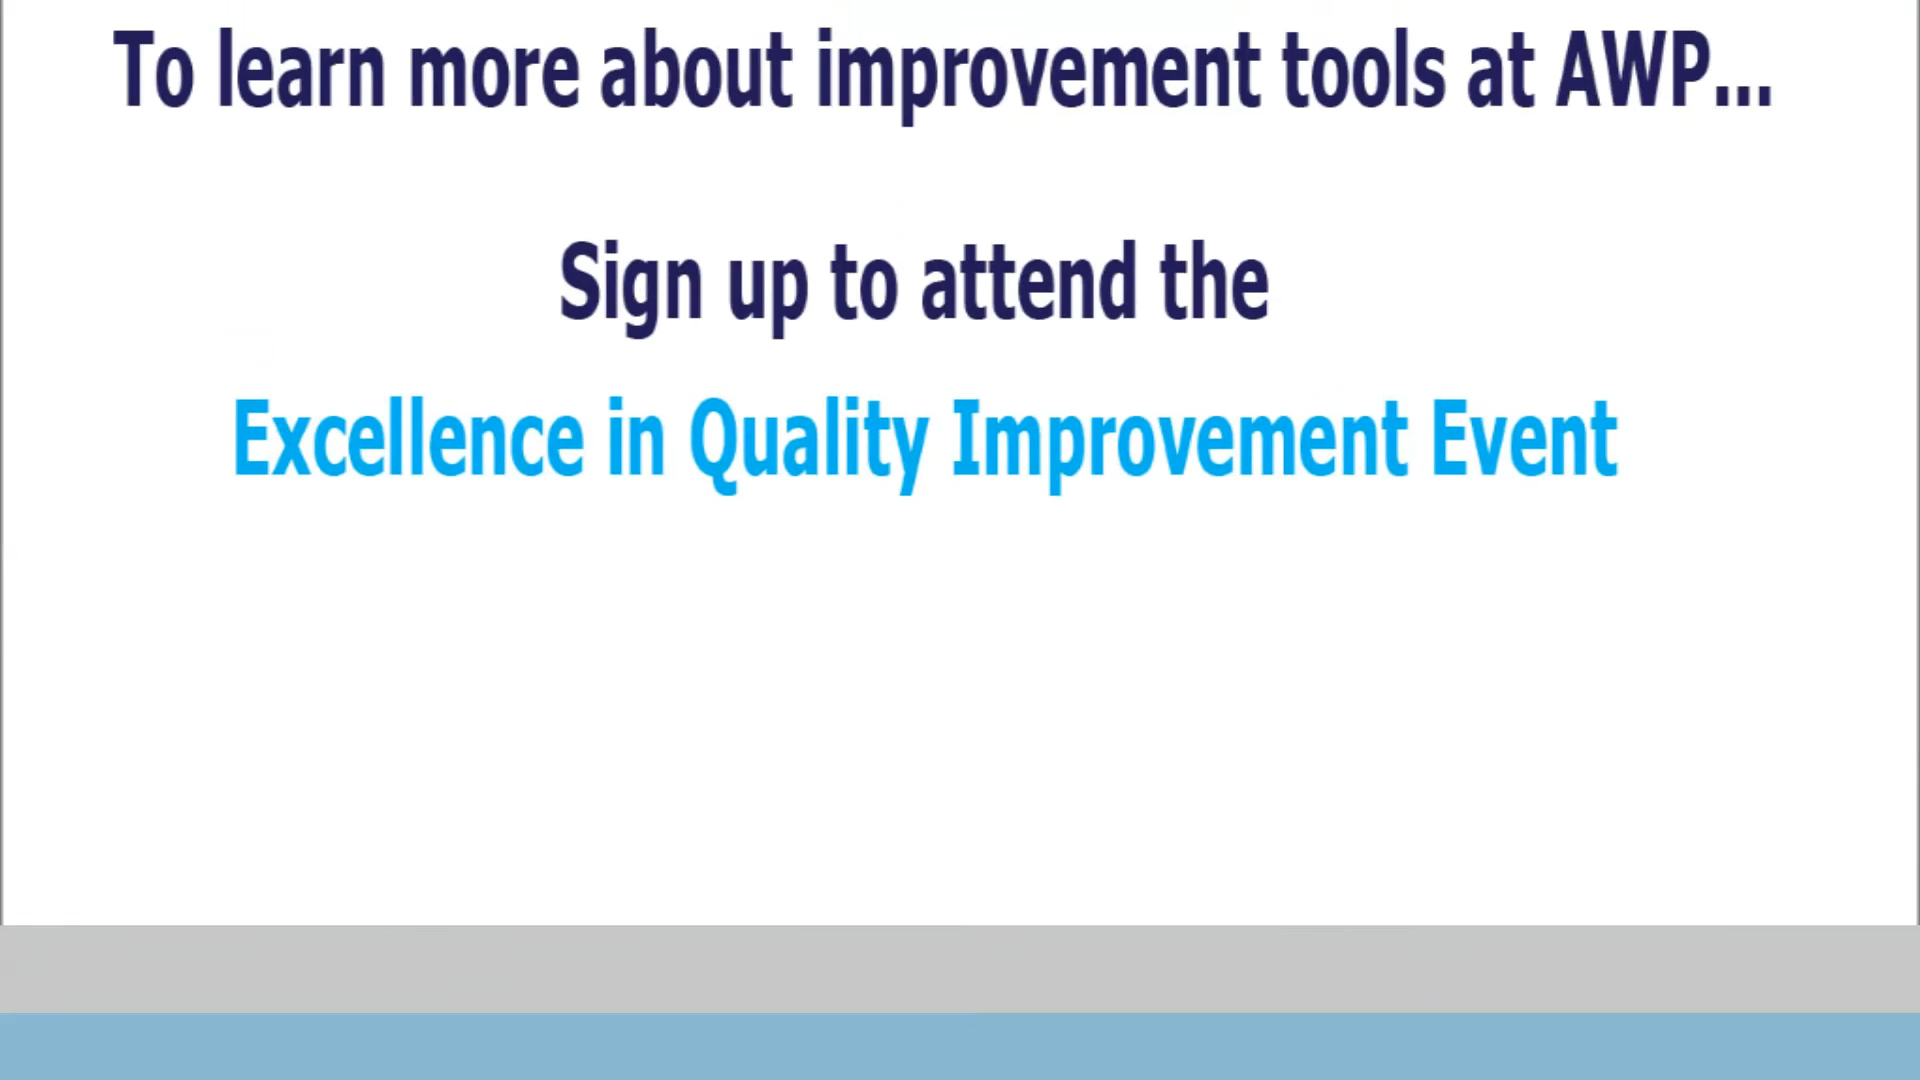 To learn more about improvement tools at AWP...
Sign up to attend the
Excellence in Quality Improvement Event